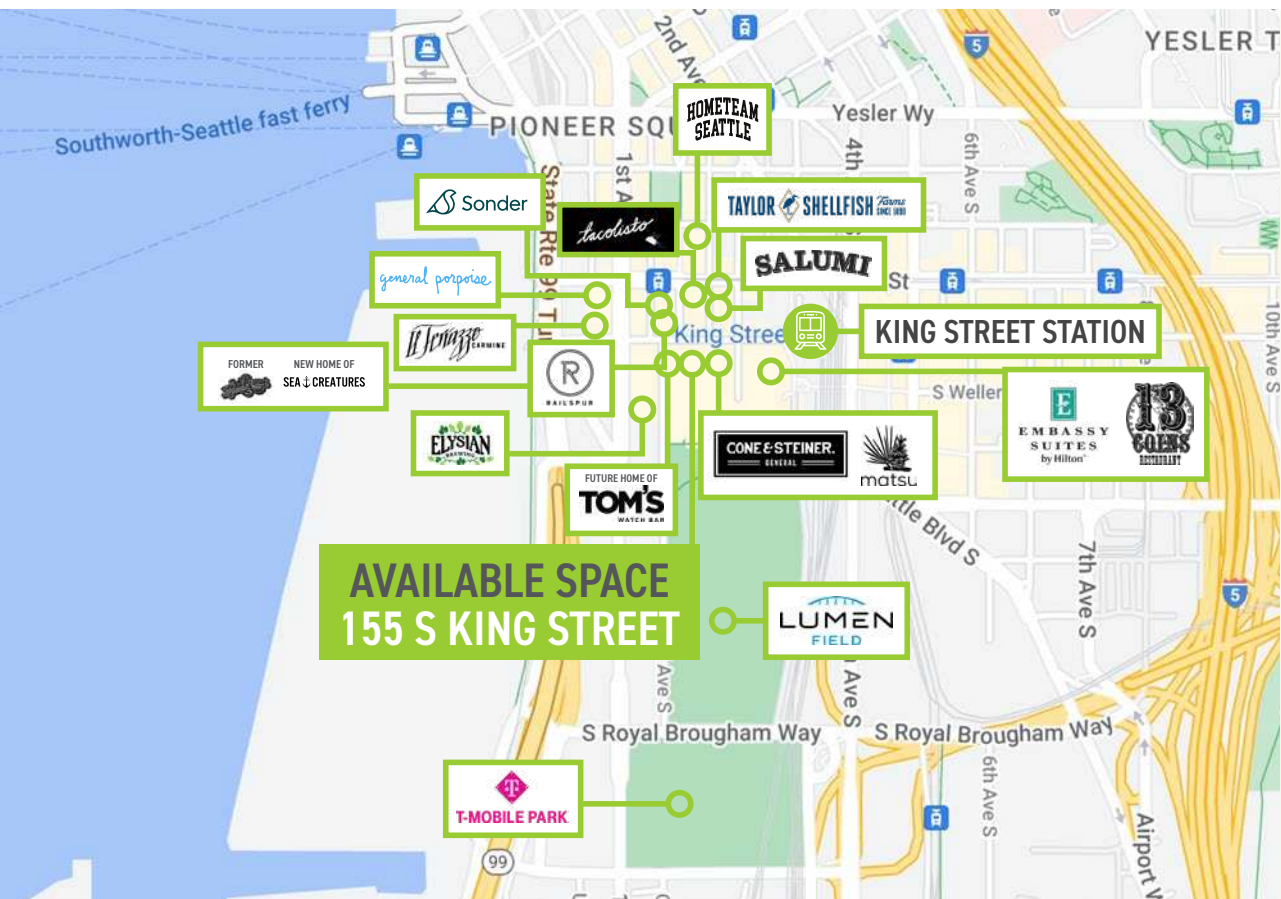 YESLER T
2nd Av
5
HOMETEAM
SEATTLE
Southworth-Seattle fast ferry
Yesler Wy
PIONEER SQU
State Rte 99 Tu
1st A
4th
6th Ave S
Sonder
tacolisto
TAYLOR SHELLFISH Farms
SINCE 1890
SALUMI
general porpoise
St
Il Terrazzo
CARMINE
King Stree
KING STREET STATION
10th Ave S
FORMER
NEW HOME OF
SEA CREATURES
R
RAILSPUR
S Weller
E
EMBASSY
SUITES
by Hilton
13
COINS
RESTAURANT
ELYSIAN
BREWING
CONE & STEINER.
GENERAL
matsu
FUTURE HOME OF
TOM'S
WATCH BAR
ttle Blvd S
7th Ave S
AVAILABLE SPACE
155 S KING STREET
5
LUMEN
FIELD
Ave S
Ave S
S Royal Brougham Way
S Royal Brougham Way
6th Ave S
T
T-MOBILE PARK
Airport W
99